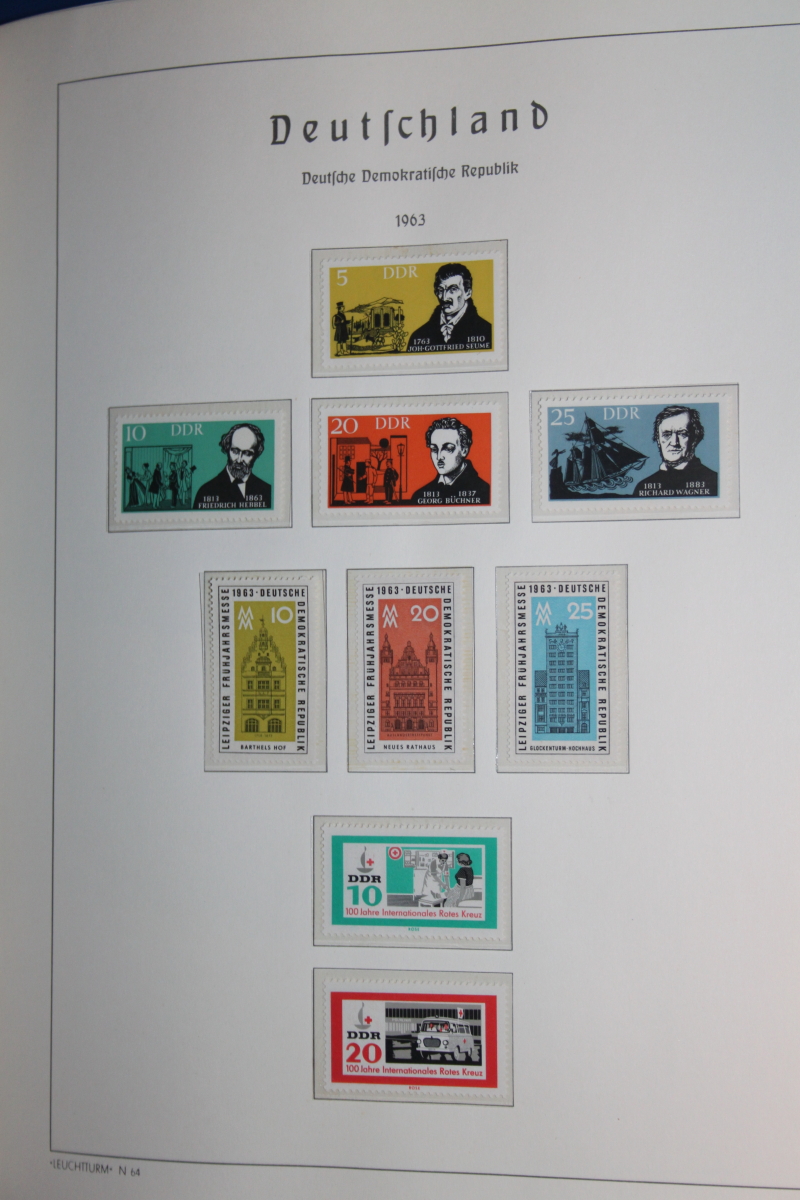 Deutſchland
Deutſche Demokratiſche Republik
1963
5 DDR
1763 1810
JOH·GOTTFRIED SEUME
10 DDR
1813 1863
FRIEDRICH HEBBEL
20 DDR
1813 1837
GEORG BÜCHNER
25 DDR
1813 1883
RICHARD WAGNER
LEIPZIGER FRÜHJAHRSMESSE
1963·DEUTSCHE
DEMOKRATISCHE REPUBLIK
MM 10
BARTHELS HOF
LEIPZIGER FRÜHJAHRSMESSE
1963·DEUTSCHE
DEMOKRATISCHE REPUBLIK
MM 20
NEUES RATHAUS
LEIPZIGER FRÜHJAHRSMESSE
1963·DEUTSCHE
DEMOKRATISCHE REPUBLIK
MM 25
GLOCKENTURM-HOCHHAUS
DDR
10
100 Jahre Internationales Rotes Kreuz
DDR
20
100 Jahre Internationales Rotes Kreuz
»LEUCHTTURM« N 64